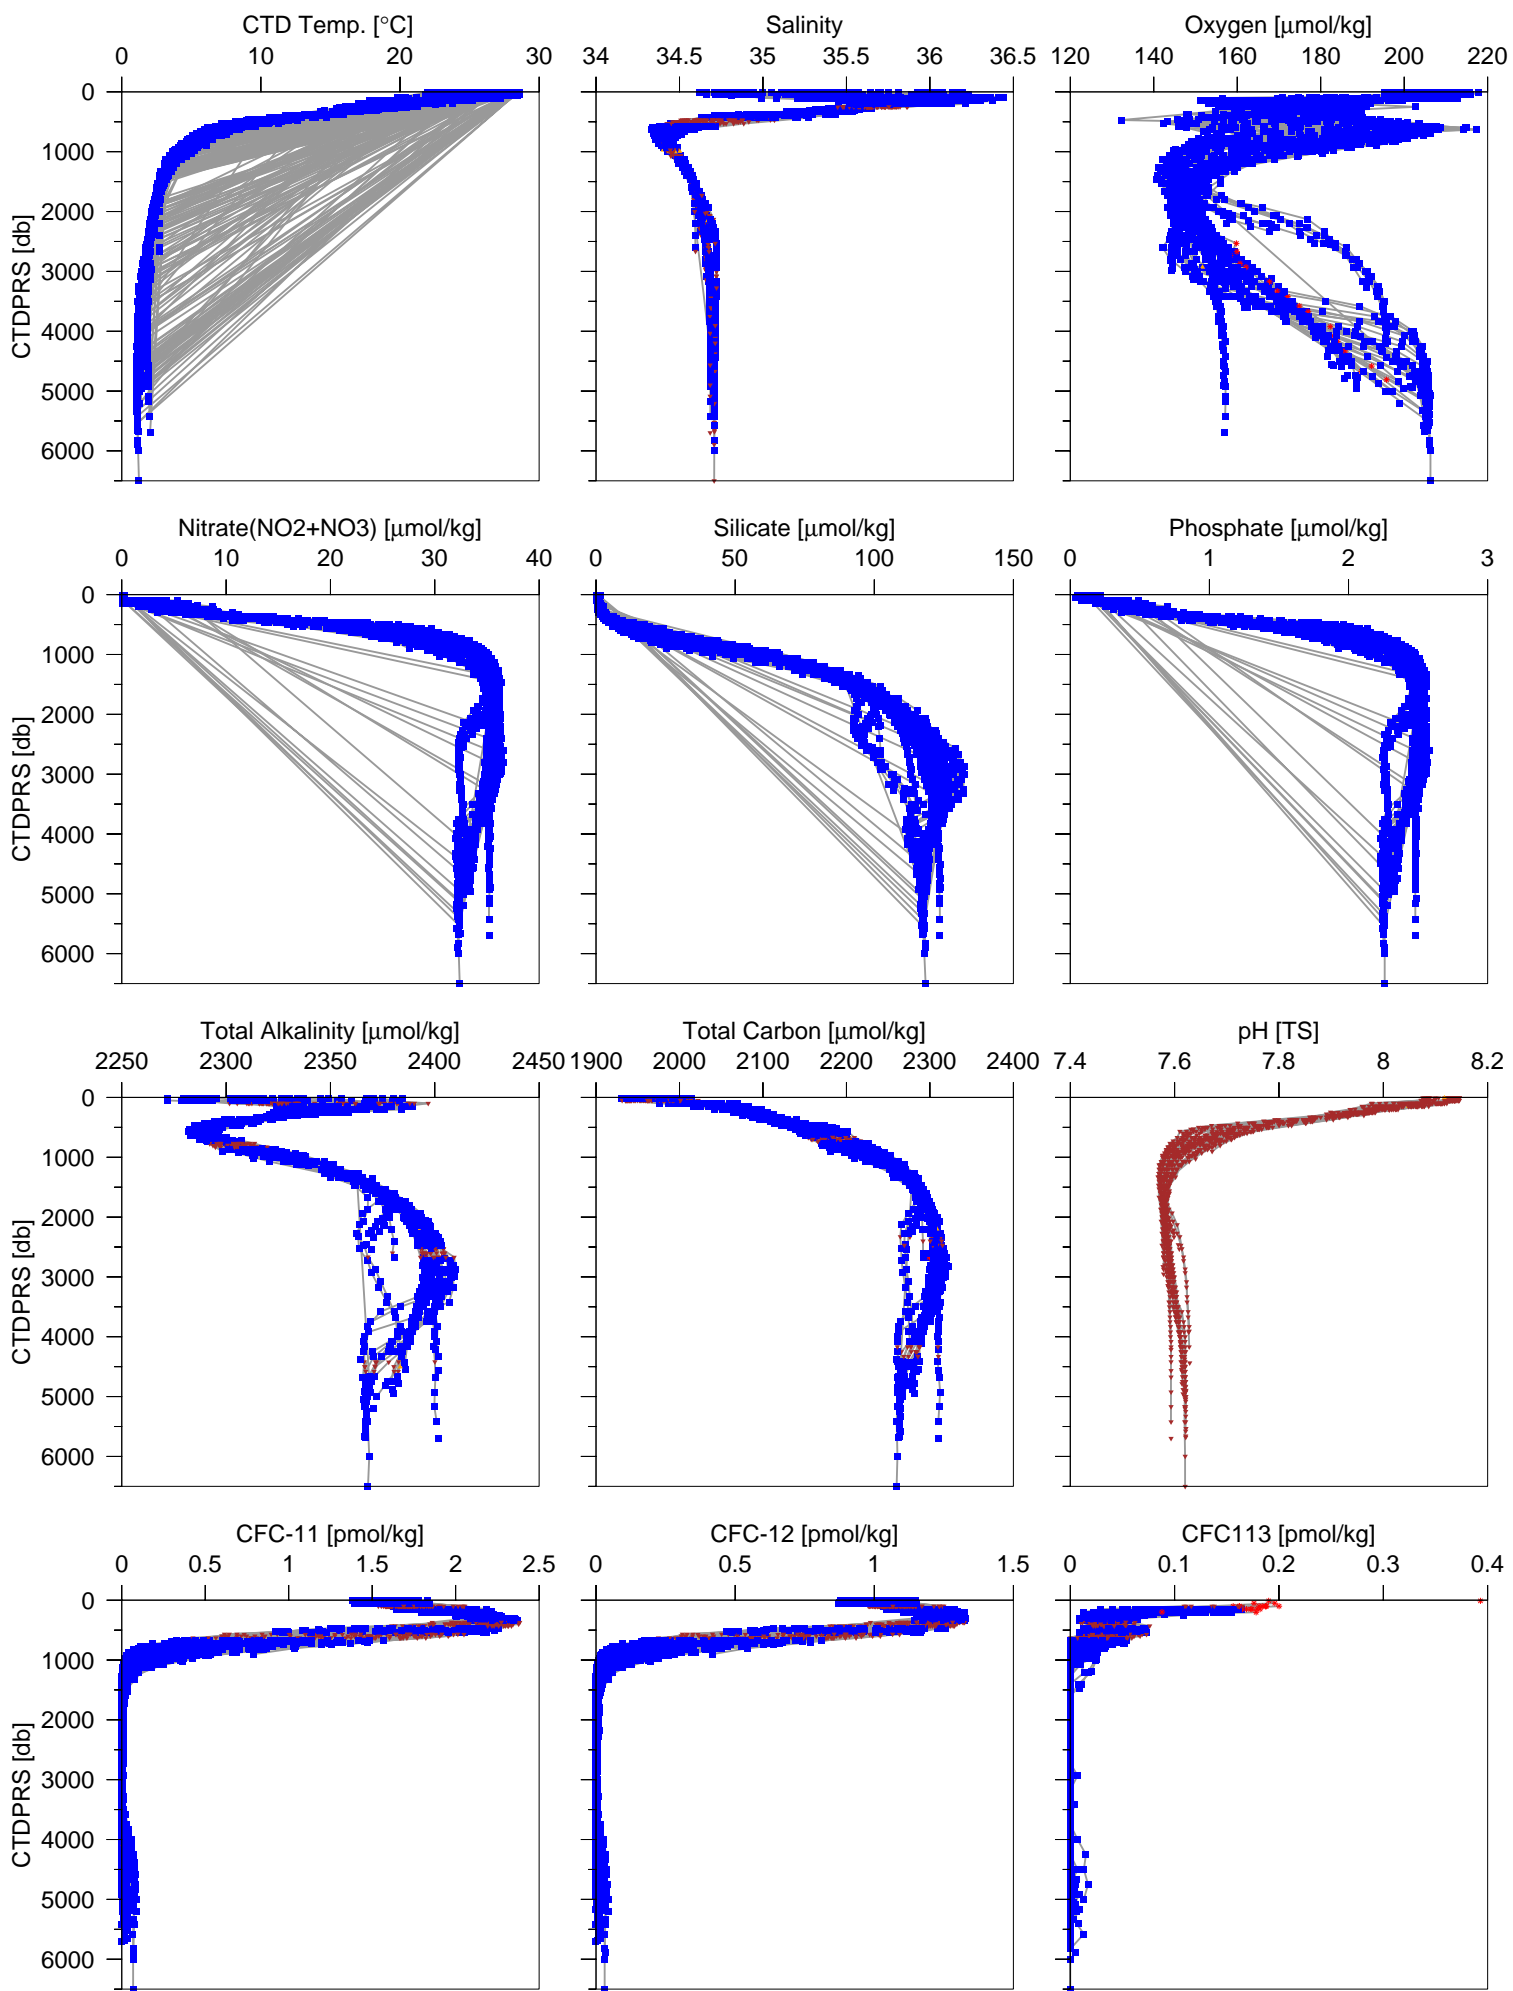 CTD Temp. [°C] Salinity Oxygen [μmol/kg]
0 10 20 30 34 34.5 35 35.5 36 36.5 120 140 160 180 200 220
0
1000
2000
3000
4000
5000
6000
CTDPRS [db]
Nitrate(NO2+NO3) [μmol/kg] Silicate [μmol/kg] Phosphate [μmol/kg]
0 10 20 30 40 0 50 100 150 0 1 2 3
0
1000
2000
3000
4000
5000
6000
CTDPRS [db]
Total Alkalinity [μmol/kg] Total Carbon [μmol/kg] pH [TS]
2250 2300 2350 2400 2450 1900 2000 2100 2200 2300 2400 7.4 7.6 7.8 8 8.2
0
1000
2000
3000
4000
5000
6000
CTDPRS [db]
CFC-11 [pmol/kg] CFC-12 [pmol/kg] CFC113 [pmol/kg]
0 0.5 1 1.5 2 2.5 0 0.5 1 1.5 0 0.1 0.2 0.3 0.4
0
1000
2000
3000
4000
5000
6000
CTDPRS [db]